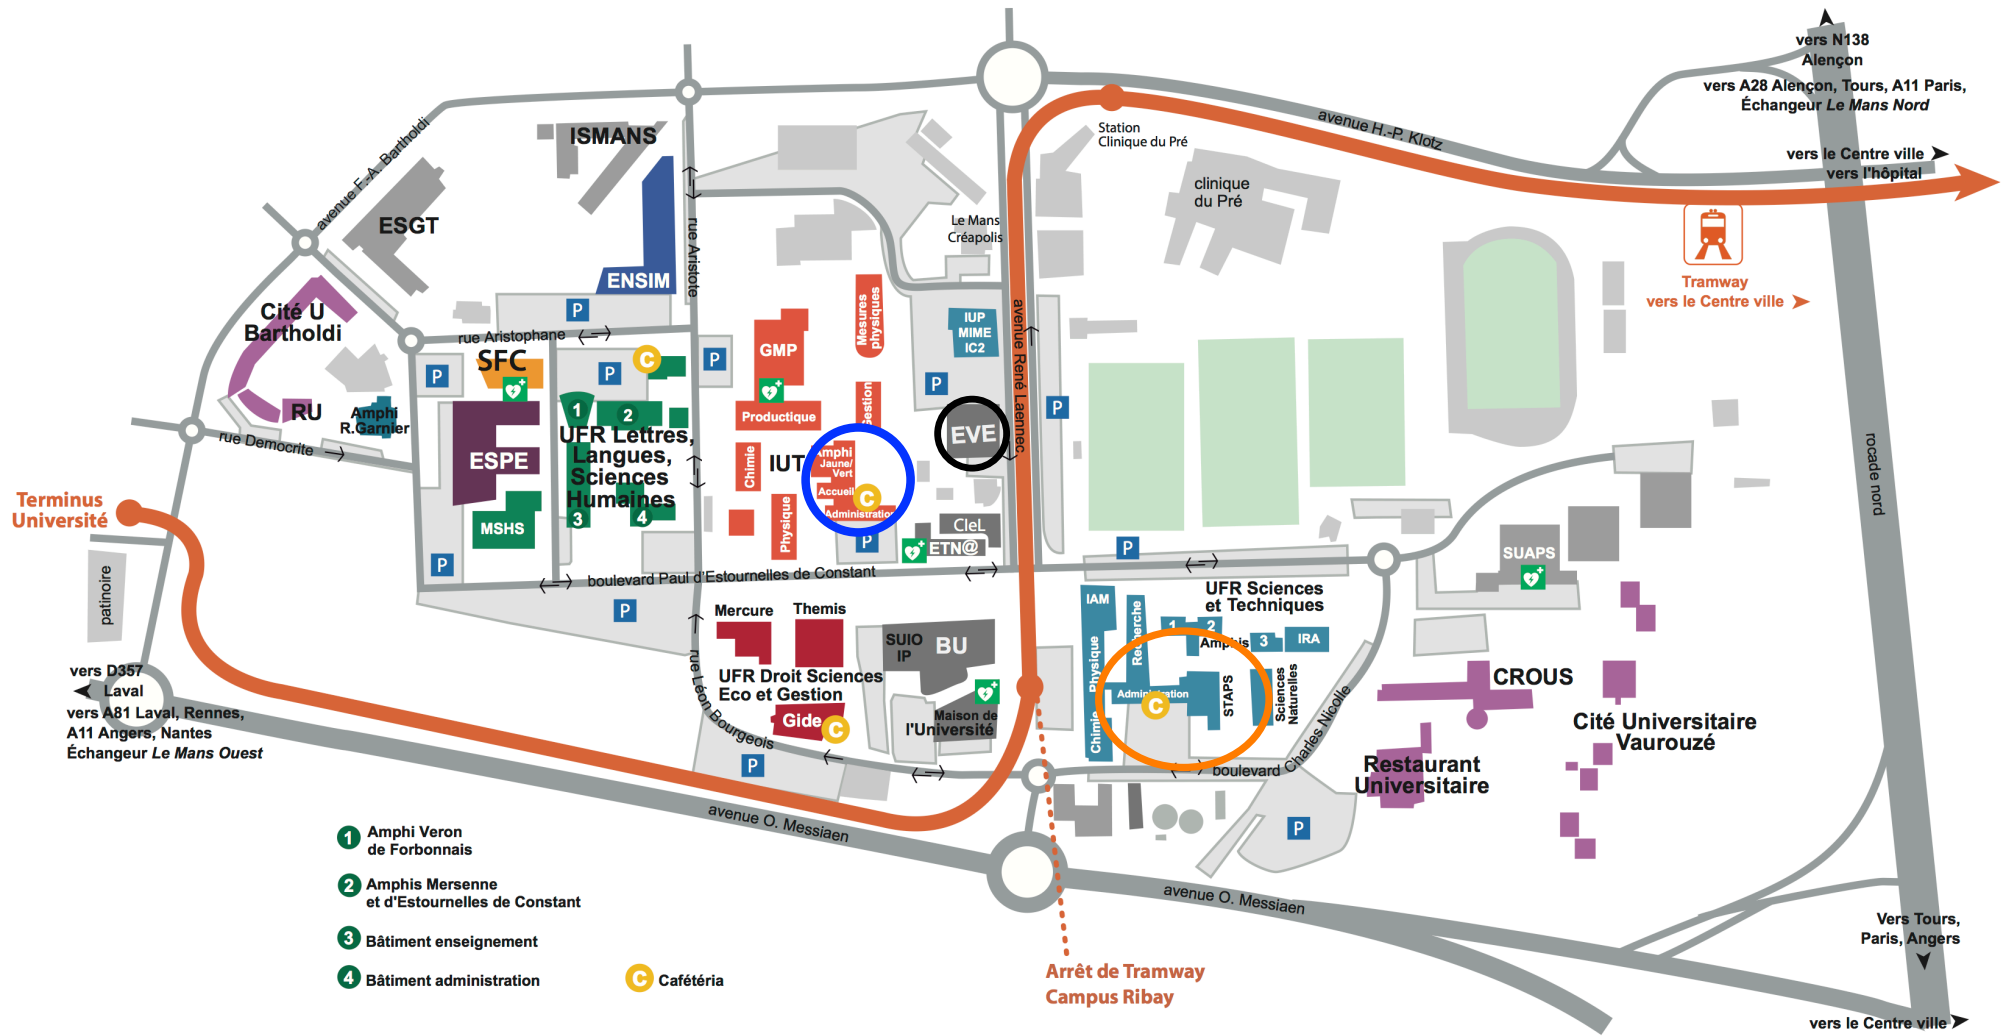 vers N138
Alençon
vers A28 Alençon, Tours, A11 Paris,
Échangeur Le Mans Nord
avenue H.-P. Klotz
vers le Centre ville
vers l'hôpital
Station
Clinique du Pré
clinique
du Pré
Tramway
vers le Centre ville
ISMANS
avenue F.-A. Bartholdi
ESGT
ENSIM
rue Aristote
Le Mans
Créapolis
avenue René Laennec
Cité U
Bartholdi
P
rue Aristophane
SFC
C
P
P
P
RU
Amphi
R.Garnier
rue Democrite
ESPE
MSHS
P
1
2
UFR Lettres,
Langues,
Sciences
Humaines
3
4
Mesures
physiques
GMP
Productique
Gestion
Chimie
IUT
Amphi
Jaune/
Vert
Accueil
C
Administration
Physique
P
IUP
MIME
IC2
P
P
EVE
CIeL
ETN@
Terminus
Université
patinoire
boulevard Paul d'Estournelles de Constant
P
P
rocade nord
SUAPS
UFR Sciences
et Techniques
IAM
Recherche
Physique
Chimie
1
2
Amphis
3
IRA
Administration
C
STAPS
Sciences
Naturelles
Mercure
Themis
SUIO
IP
BU
UFR Droit Sciences
Eco et Gestion
Gide
C
Maison de
l'Université
rue Léon Bourgeois
P
boulevard Charles Nicolle
P
CROUS
Cité Universitaire
Vaurouzé
Restaurant
Universitaire
vers D357
Laval
vers A81 Laval, Rennes,
A11 Angers, Nantes
Échangeur Le Mans Ouest
avenue O. Messiaen
avenue O. Messiaen
1 Amphi Veron
de Forbonnais
2 Amphis Mersenne
et d'Estournelles de Constant
3 Bâtiment enseignement
4 Bâtiment administration
C Cafétéria
Arrêt de Tramway
Campus Ribay
Vers Tours,
Paris, Angers
vers le Centre ville